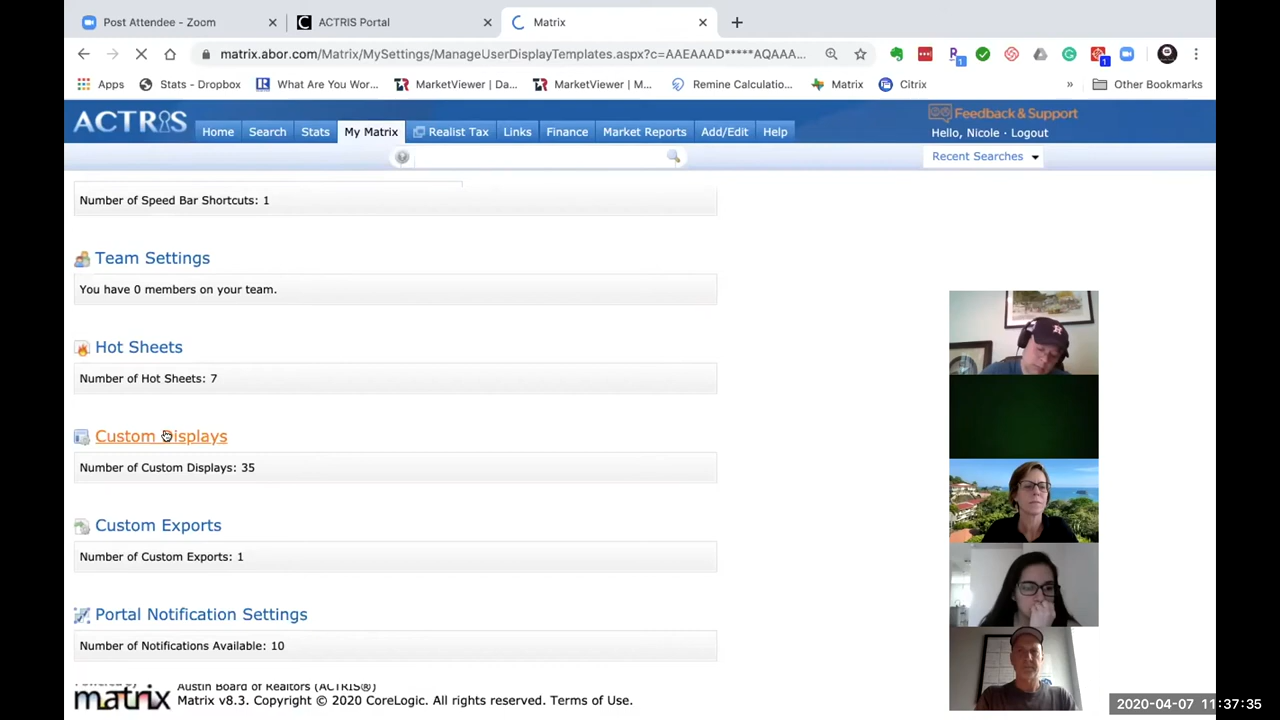 Post Attendee - Zoom
ACTRIS Portal
Matrix
matrix.abor.com/Matrix/MySettings/ManageUserDisplayTemplates.aspx?c=AAEAAAD*****AQAAA...
1
1
Apps
Stats - Dropbox
What Are You Wor...
MarketViewer | Da...
MarketViewer | M...
Remine Calculatio...
Matrix
Citrix
»
Other Bookmarks
ACTRIS
Feedback & Support
Hello, Nicole · Logout
Home
Search
Stats
My Matrix
Realist Tax
Links
Finance
Market Reports
Add/Edit
Help
Recent Searches
Number of Speed Bar Shortcuts: 1
Team Settings
You have 0 members on your team.
Hot Sheets
Number of Hot Sheets: 7
Custom Displays
Number of Custom Displays: 35
Custom Exports
Number of Custom Exports: 1
Portal Notification Settings
Number of Notifications Available: 10
Powered by
matrix
Austin Board of Realtors (ACTRIS®)
Matrix v8.3. Copyright © 2020 CoreLogic. All rights reserved. Terms of Use.
2020-04-07 11:37:35